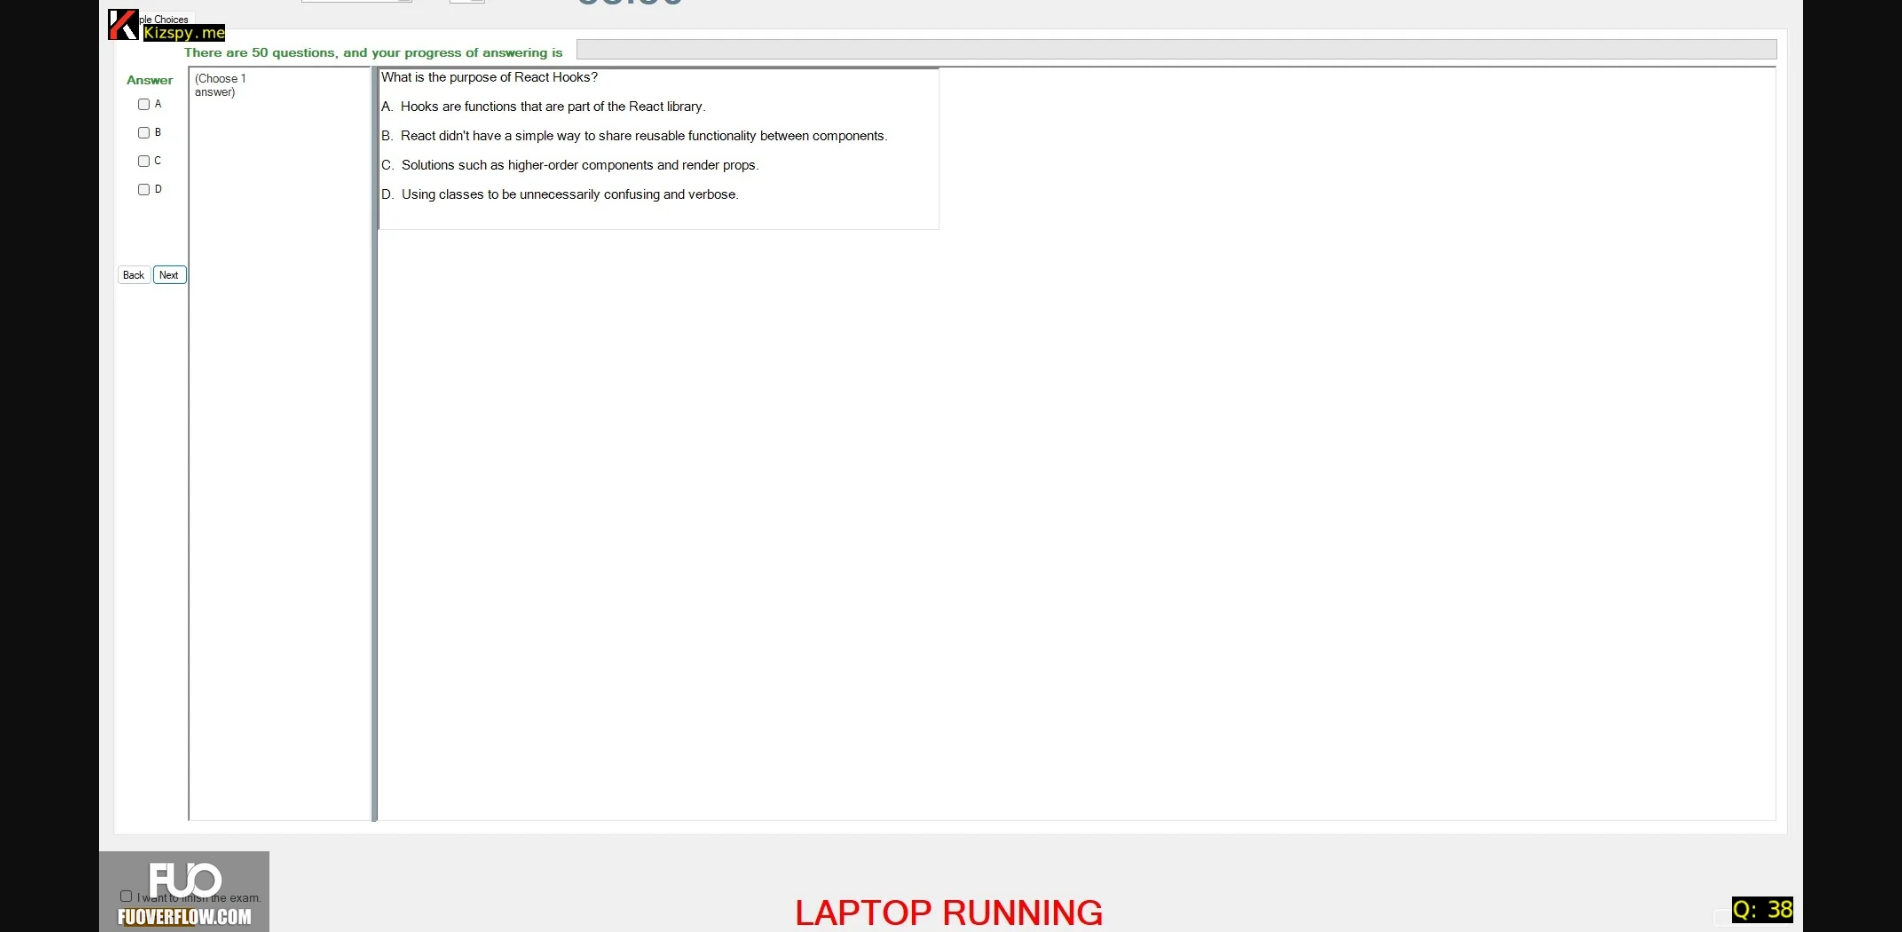 ple Choices
Kizspy.me
There are 50 questions, and your progress of answering is
Answer
A
B
C
D
Back
Next
(Choose 1
answer)
What is the purpose of React Hooks?
A. Hooks are functions that are part of the React library.
B. React didn't have a simple way to share reusable functionality between components.
C. Solutions such as higher-order components and render props.
D. Using classes to be unnecessarily confusing and verbose.
FUO
I want to finish the exam.
FUOVERFLOW.COM
LAPTOP RUNNING
Q: 38